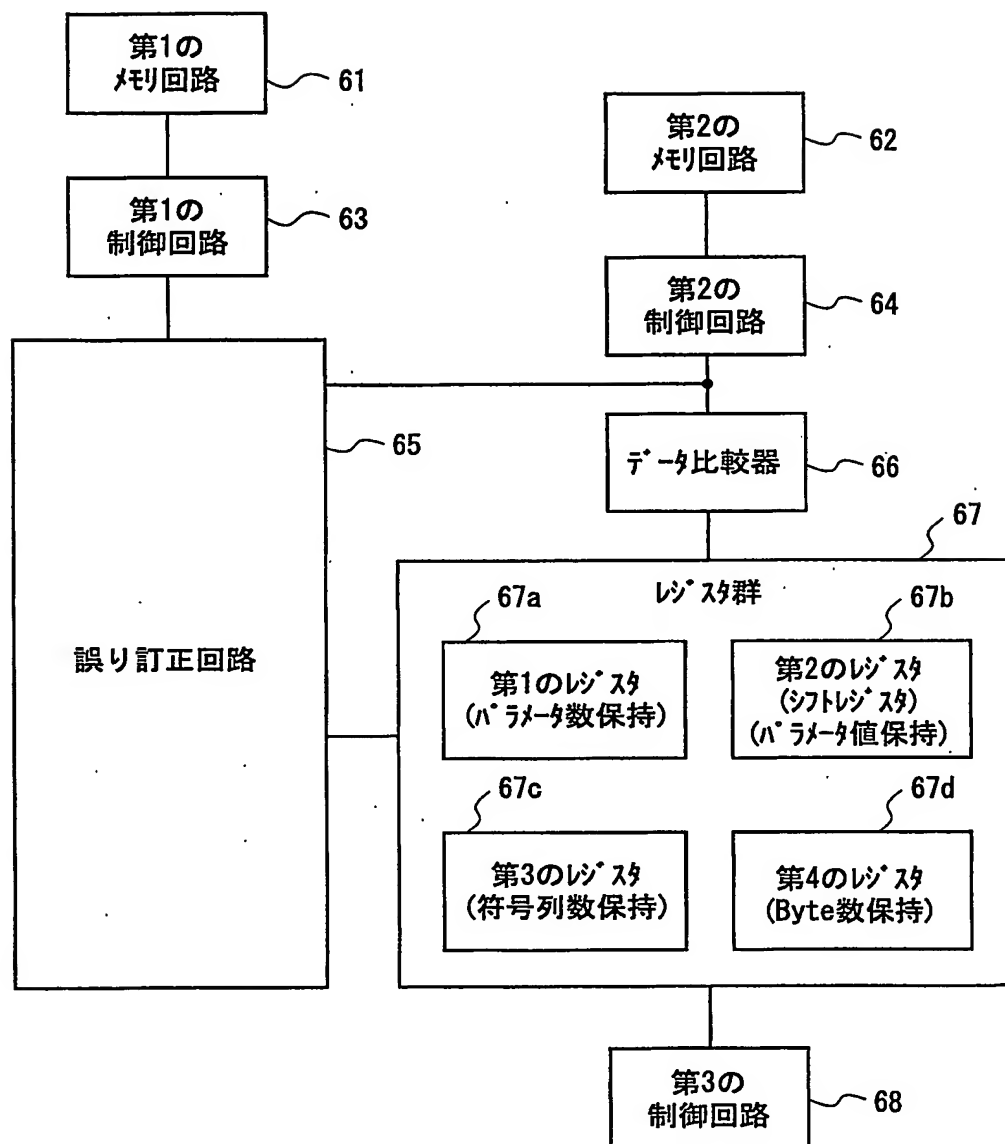 第1の
ﾒﾓﾘ回路
61
第1の
制御回路
63
第2の
ﾒﾓﾘ回路
62
第2の
制御回路
64
65
ﾃﾞｰﾀ比較器
66
67
誤り訂正回路
ﾚｼﾞｽﾀ群
67a
第1のﾚｼﾞｽﾀ
(ﾊﾟﾗﾒｰﾀ数保持)
67b
第2のﾚｼﾞｽﾀ
(ｼﾌﾄﾚｼﾞｽﾀ)
(ﾊﾟﾗﾒｰﾀ値保持)
67c
第3のﾚｼﾞｽﾀ
(符号列数保持)
67d
第4のﾚｼﾞｽﾀ
(Byte数保持)
第3の
制御回路
68